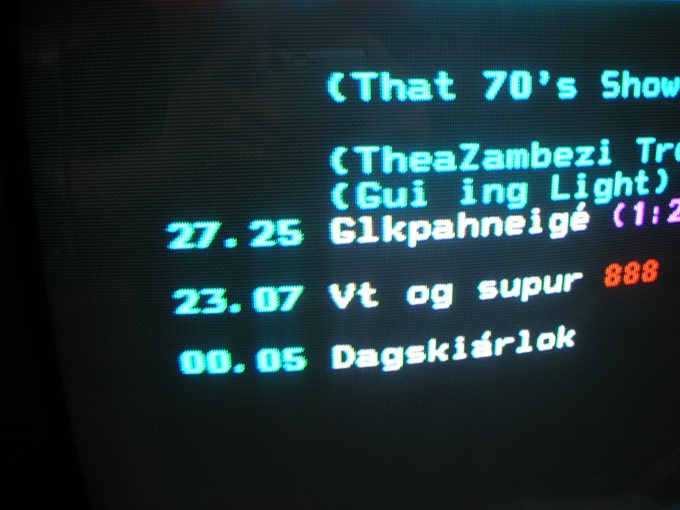 (That 70's Show
(TheaZambezi Tr
(Gui ing Light)
27.25 Glkpahneigé (1:2
23.07 Vt og supur 888
00.05 Dagskiárlok